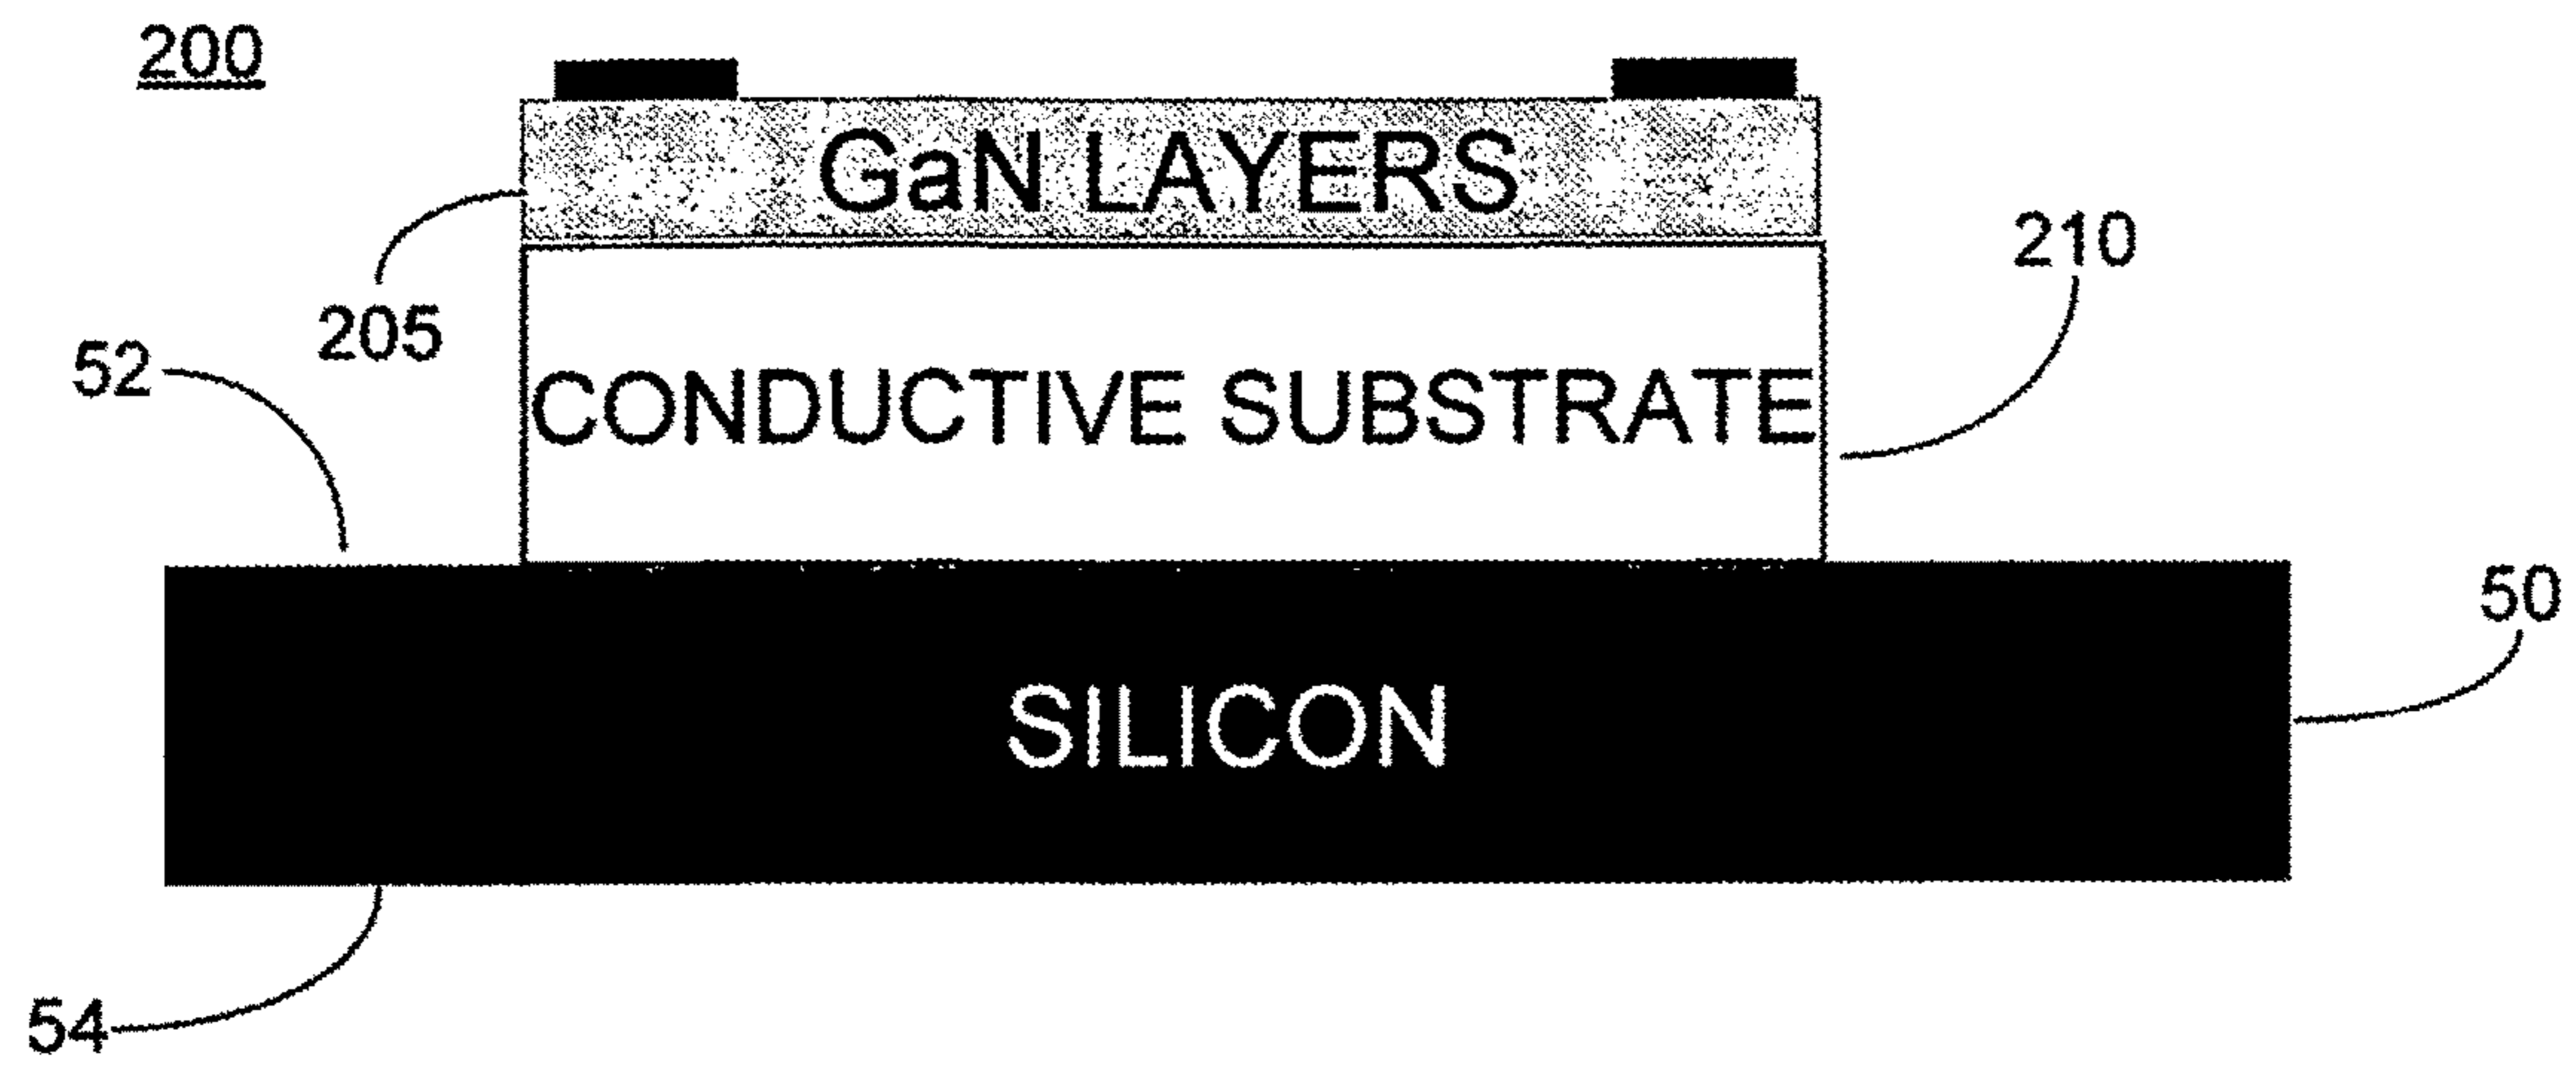 200
GaN LAYERS
210
205
52
CONDUCTIVE SUBSTRATE
50
SILICON
54